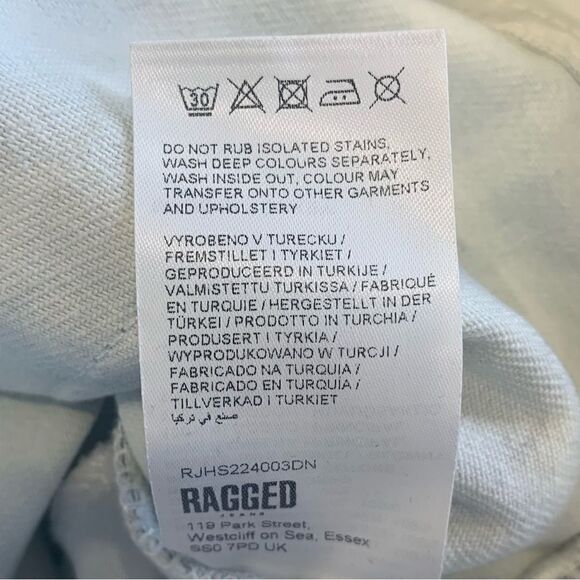 30
DO NOT RUB ISOLATED STAINS,
WASH DEEP COLOURS SEPARATELY,
WASH INSIDE OUT, COLOUR MAY
TRANSFER ONTO OTHER GARMENTS
AND UPHOLSTERY
VYROBENO V TURECKU /
FREMSTILLET I TYRKIET /
GEPRODUCEERD IN TURKIJE /
VALMISTETTU TURKISSA / FABRIQUÉ
EN TURQUIE / HERGESTELLT IN DER
TÜRKEI / PRODOTTO IN TURCHIA /
PRODUSERT I TYRKIA /
WYPRODUKOWANO W TURCJI /
FABRICADO NA TURQUIA /
FABRICADO EN TURQUÍA /
TILLVERKAD I TURKIET
صنع في تركيا
RJHS224003DN
RAGGED
JEANS
119 Park Street,
Westcliff on Sea, Essex
SS0 7PD UK